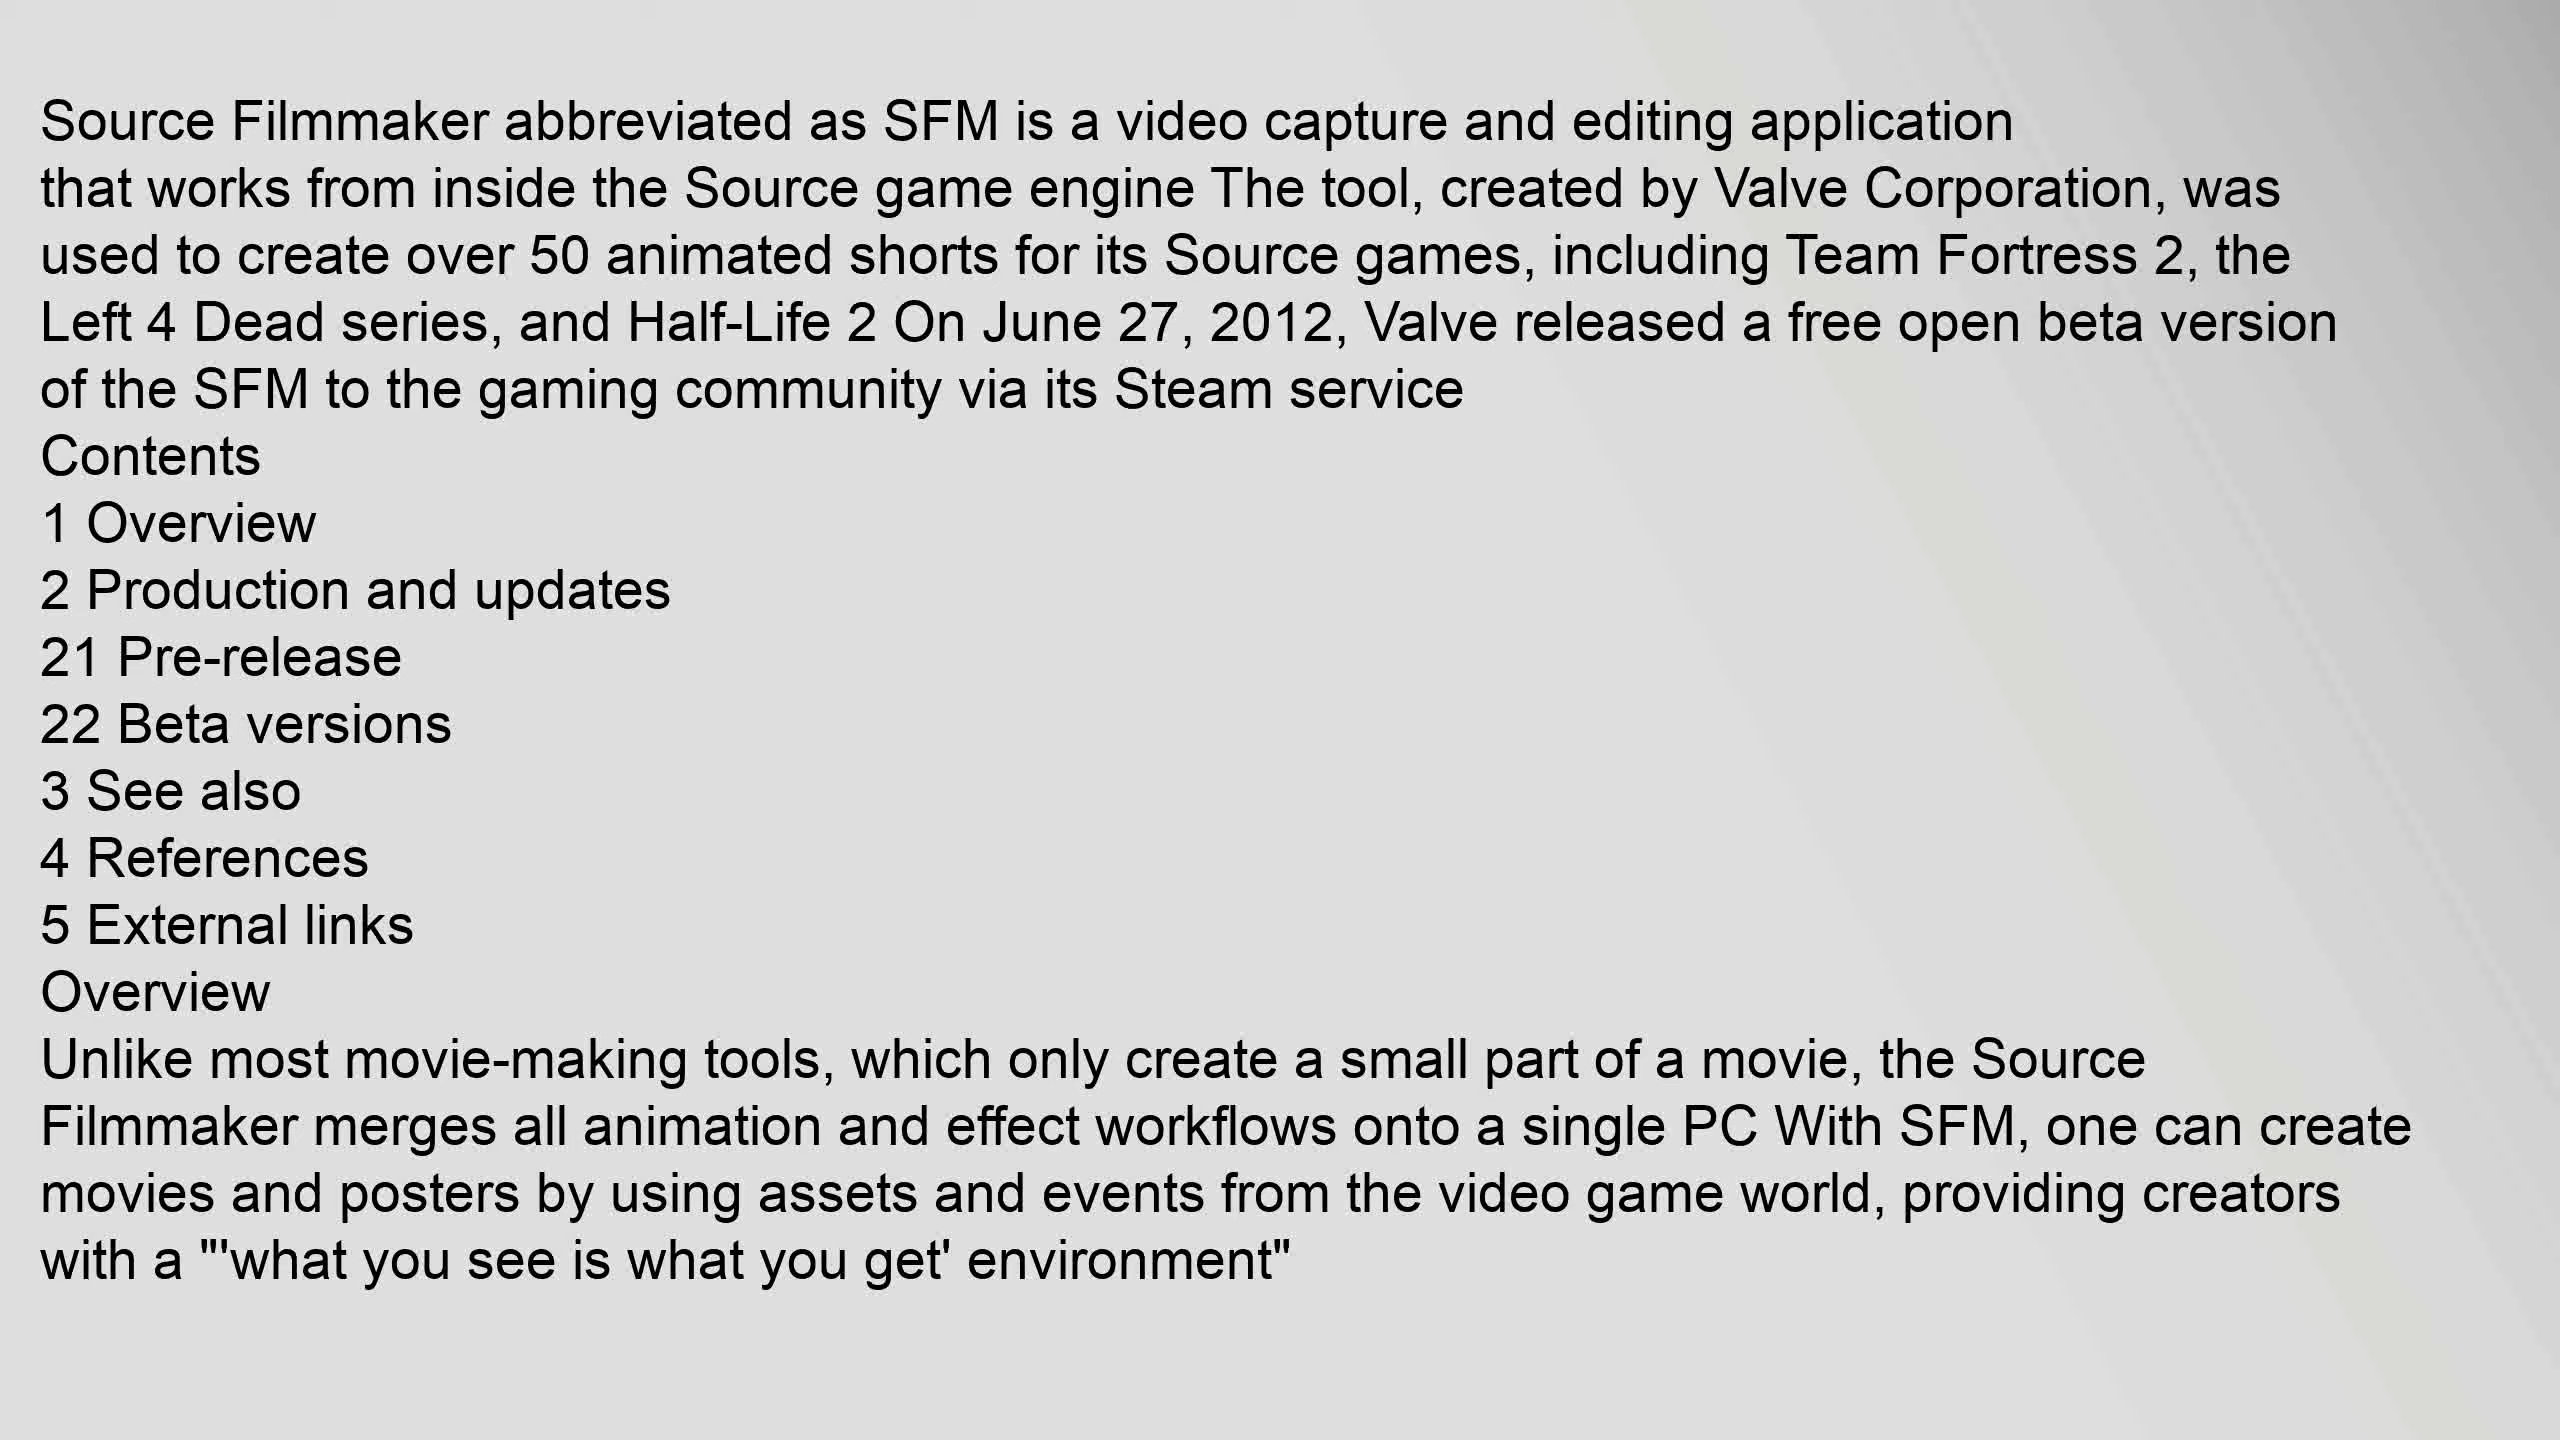 Source Filmmaker abbreviated as SFM is a video capture and editing application
that works from inside the Source game engine The tool, created by Valve Corporation, was
used to create over 50 animated shorts for its Source games, including Team Fortress 2, the
Left 4 Dead series, and Half-Life 2 On June 27, 2012, Valve released a free open beta version
of the SFM to the gaming community via its Steam service
Contents
1 Overview
2 Production and updates
21 Pre-release
22 Beta versions
3 See also
4 References
5 External links
Overview
Unlike most movie-making tools, which only create a small part of a movie, the Source
Filmmaker merges all animation and effect workflows onto a single PC With SFM, one can create
movies and posters by using assets and events from the video game world, providing creators
with a "'what you see is what you get' environment"